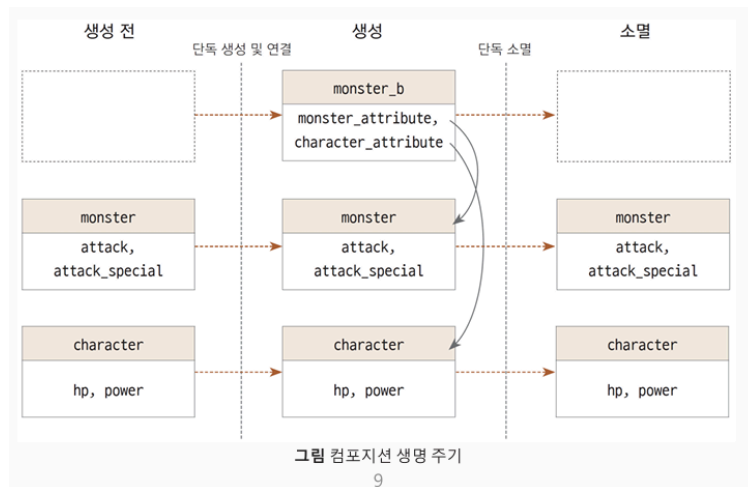 생성 전
생성
소멸
단독 생성 및 연결
단독 소멸
monster_b
monster_attribute,
character_attribute
monster
attack,
attack_special
monster
attack,
attack_special
monster
attack,
attack_special
character
hp, power
character
hp, power
character
hp, power
그림 컴포지션 생명 주기
9